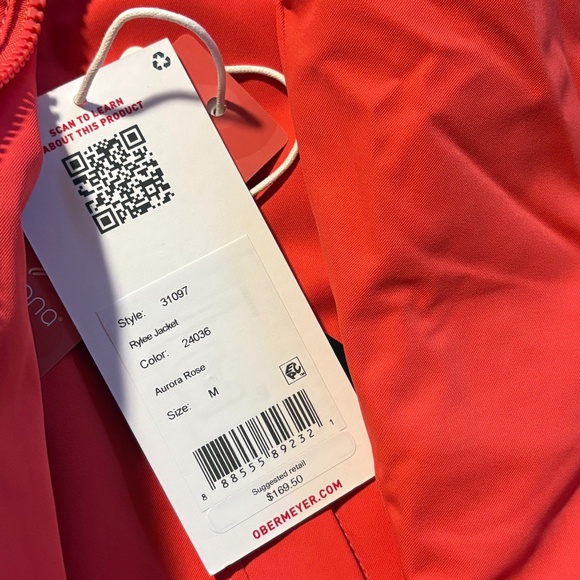 SCAN TO LEARN
ABOUT THIS PRODUCT
Style: 31097
Rylee Jacket
Color: 24036
Aurora Rose
Size: M
8 88555 89232 1
Suggested retail
$169.50
OBERMEYER.COM